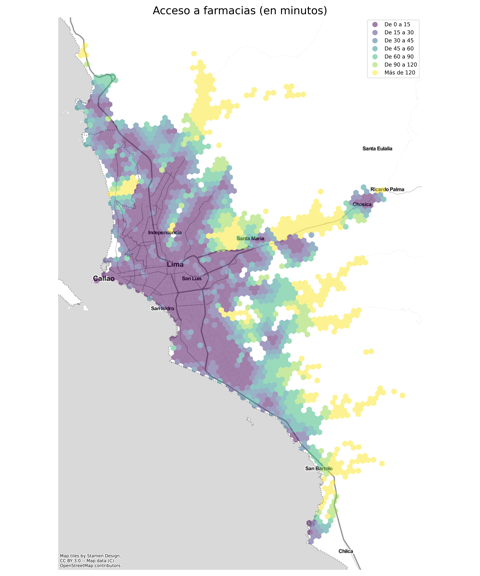 Acceso a farmacias (en minutos)
De 0 a 15
De 15 a 30
De 30 a 45
De 45 a 60
De 60 a 90
De 90 a 120
Más de 120
Santa Eulalia
Ricardo Palma
Chosica
Independencia
Santa María
Lima
Callao
San Luis
San Isidro
San Bartolo
Chilca
Map tiles by Stamen Design
CC BY 3.0 -- Map data (C)
OpenStreetMap contributors